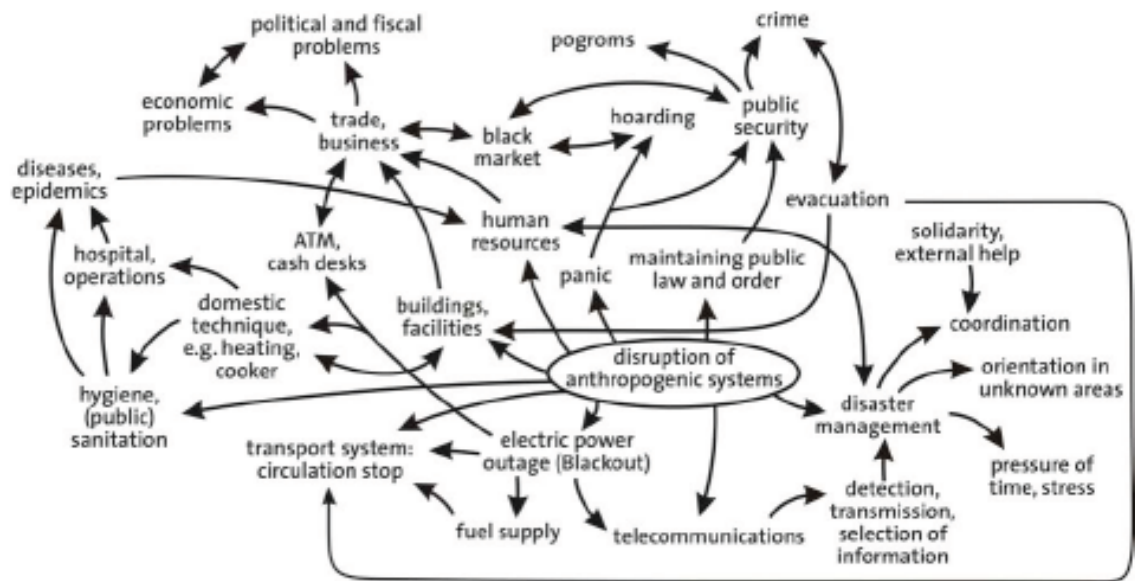 crime
political and fiscal
problems
pogroms
economic
problems
trade,
business
black
market
hoarding
public
security
diseases,
epidemics
evacuation
human
resources
solidarity,
external help
hospital,
operations
ATM,
cash desks
panic
maintaining public
law and order
domestic
technique,
e.g. heating,
cooker
buildings,
facilities
coordination
disruption of
anthropogenic systems
orientation in
unknown areas
hygiene,
(public)
sanitation
disaster
management
transport system:
circulation stop
electric power
outage (Blackout)
pressure of
time, stress
fuel supply
telecommunications
detection,
transmission,
selection of
information